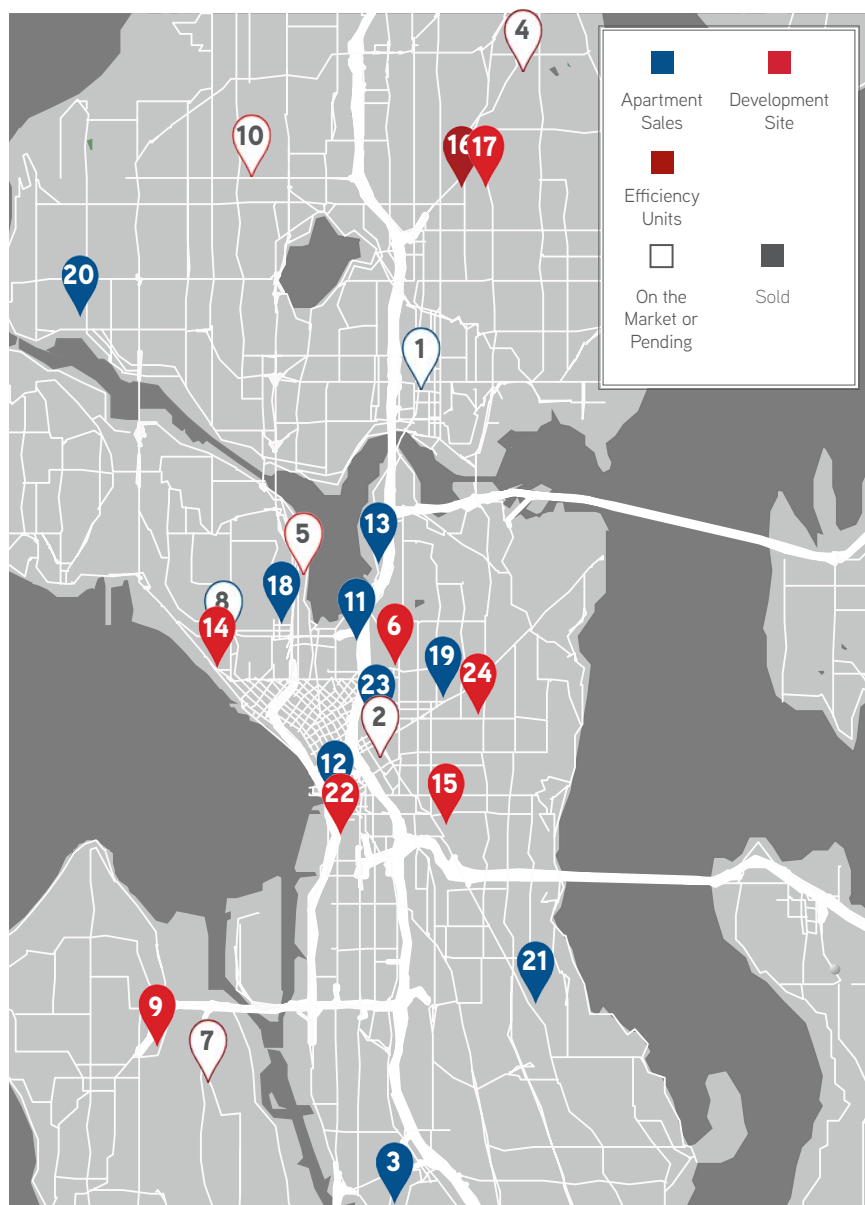 4
10
16
17
20
1
13
5
18
8
11
14
6
19
24
23
2
12
22
15
21
9
7
3
Apartment
Sales
Development
Site
Efficiency
Units
On the
Market or
Pending
Sold